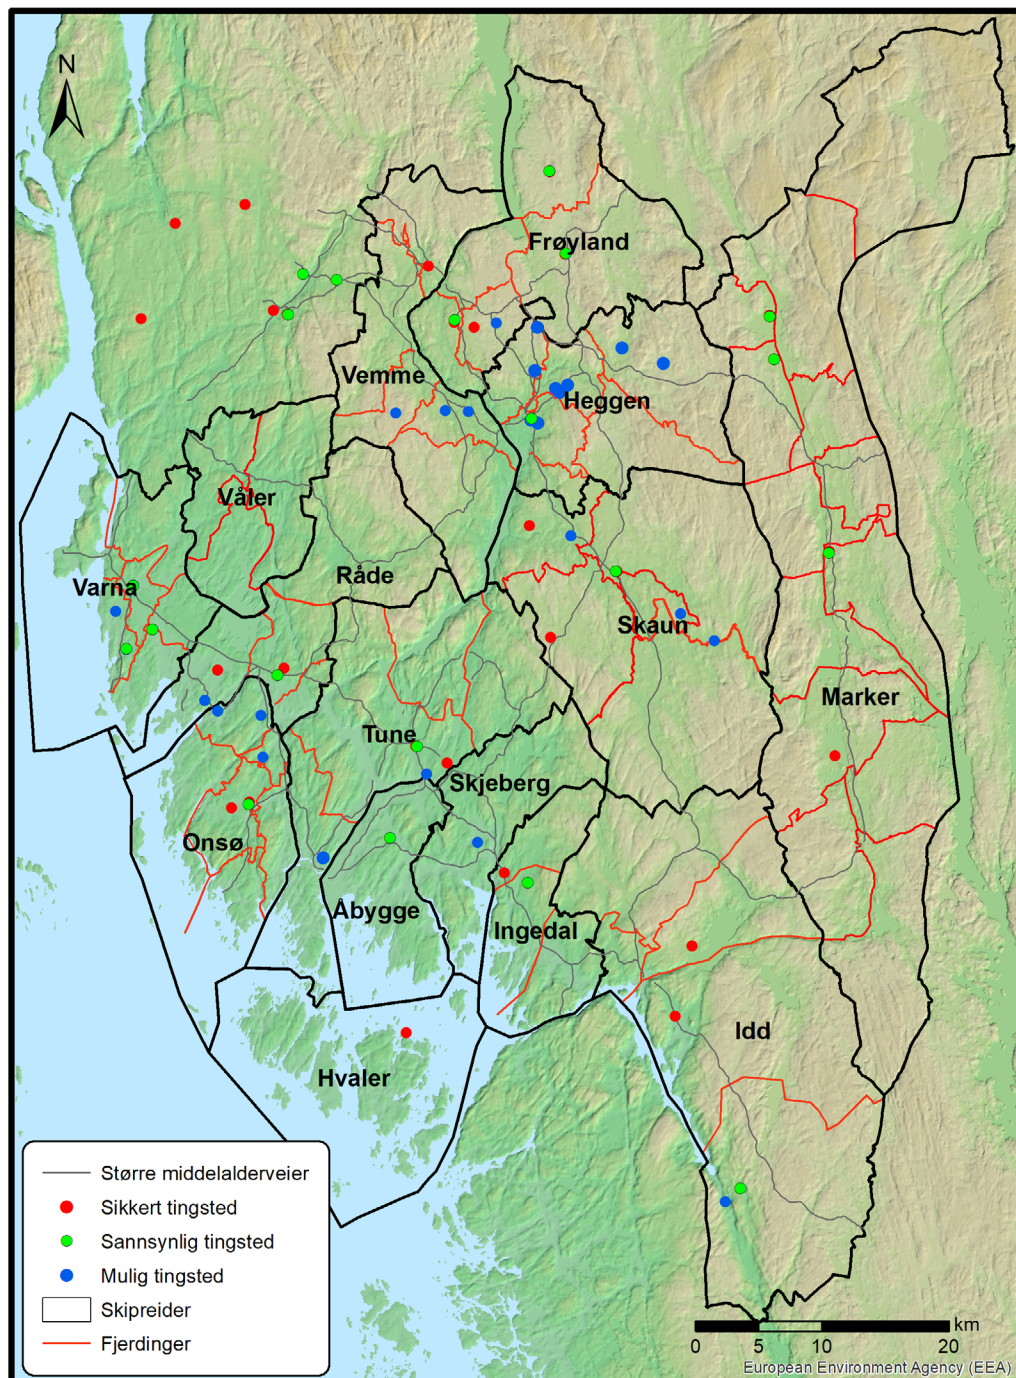 N
Frøyland
Vemme
Heggen
Våler
Råde
Varna
Skaun
Marker
Tune
Skjeberg
Onsø
Åbygge
Ingedal
Idd
Hvaler
Større middelalderveier
Sikkert tingsted
Sannsynlig tingsted
Mulig tingsted
Skipreider
Fjerdinger
km
0 5 10 20
European Environment Agency (EEA)